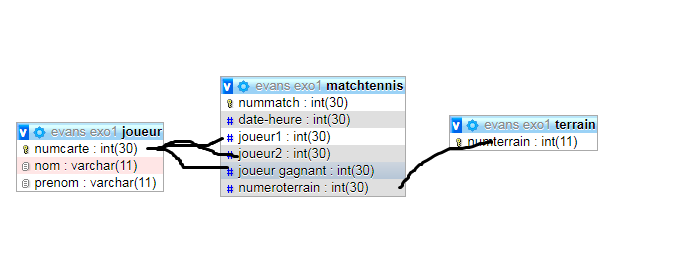 evans exo1 joueur
numcarte : int(30)
nom : varchar(11)
prenom : varchar(11)
evans exo1 matchtennis
nummatch : int(30)
date-heure : int(30)
joueur1 : int(30)
joueur2 : int(30)
joueur gagnant : int(30)
numeroterrain : int(30)
evans exo1 terrain
numterrain : int(11)